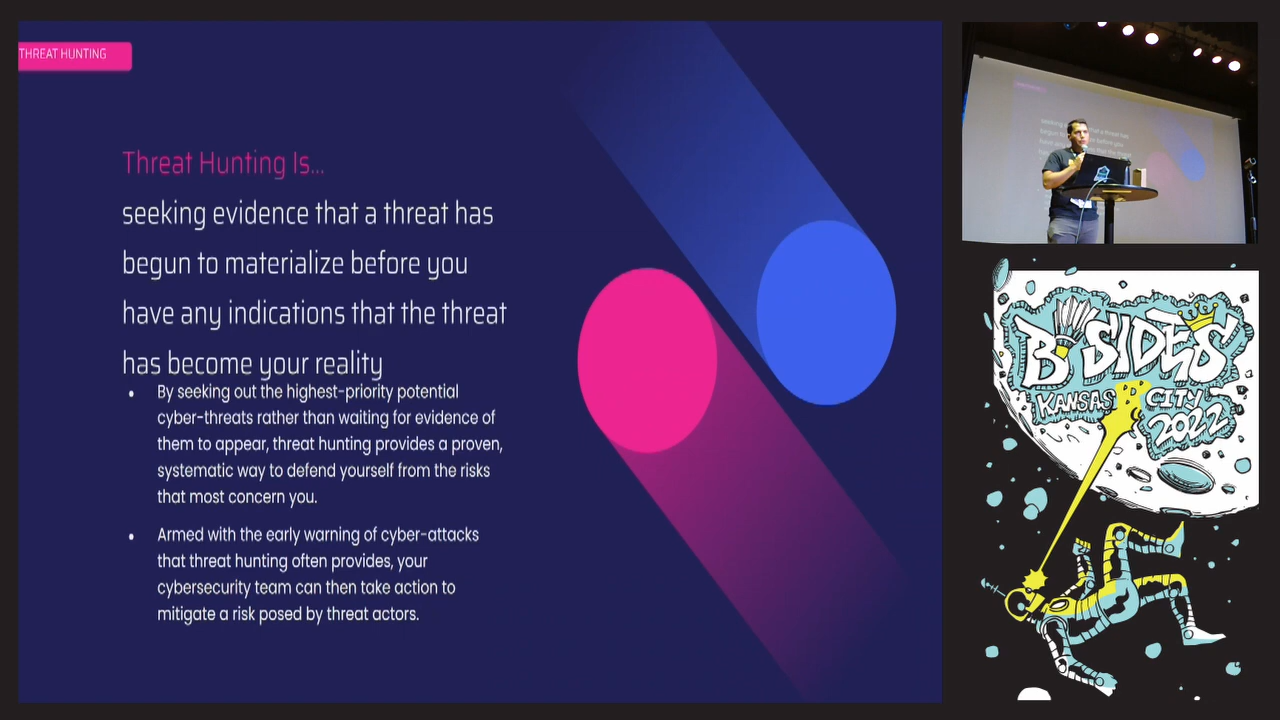 THREAT HUNTING
Threat Hunting Is...
seeking evidence that a threat has
begun to materialize before you
have any indications that the threat
has become your reality
• By seeking out the highest-priority potential
cyber-threats rather than waiting for evidence of
them to appear, threat hunting provides a proven,
systematic way to defend yourself from the risks
that most concern you.
• Armed with the early warning of cyber-attacks
that threat hunting often provides, your
cybersecurity team can then take action to
mitigate a risk posed by threat actors.
B SIDES
KANSAS CITY
2022